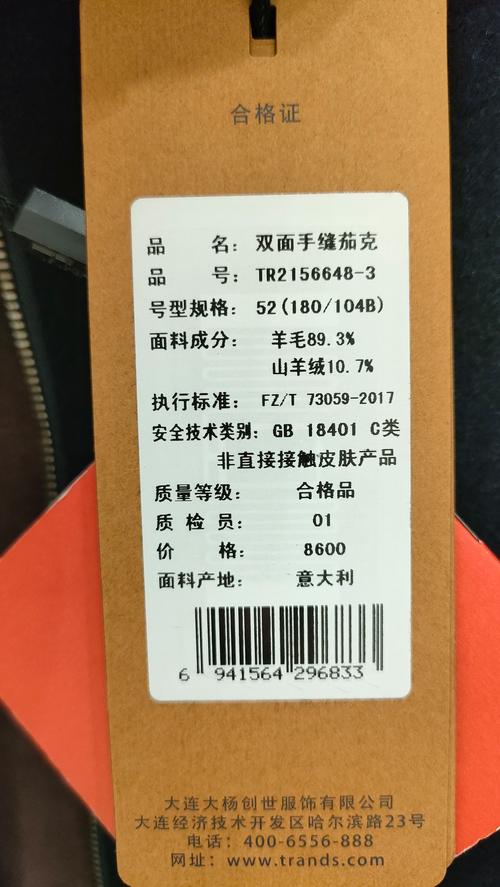 合格证
品 名: 双面手缝茄克
品 号: TR2156648-3
号型规格: 52(180/104B)
面料成分: 羊毛89.3%
山羊绒10.7%
执行标准: FZ/T 73059-2017
安全技术类别: GB 18401 C类
非直接接触皮肤产品
质量等级: 合格品
质 检 员: 01
价 格: 8600
面料产地: 意大利
6 941564 296833
大连大杨创世服饰有限公司
大连经济技术开发区哈尔滨路23号
电话: 400-6556-888
网址: www.trands.com